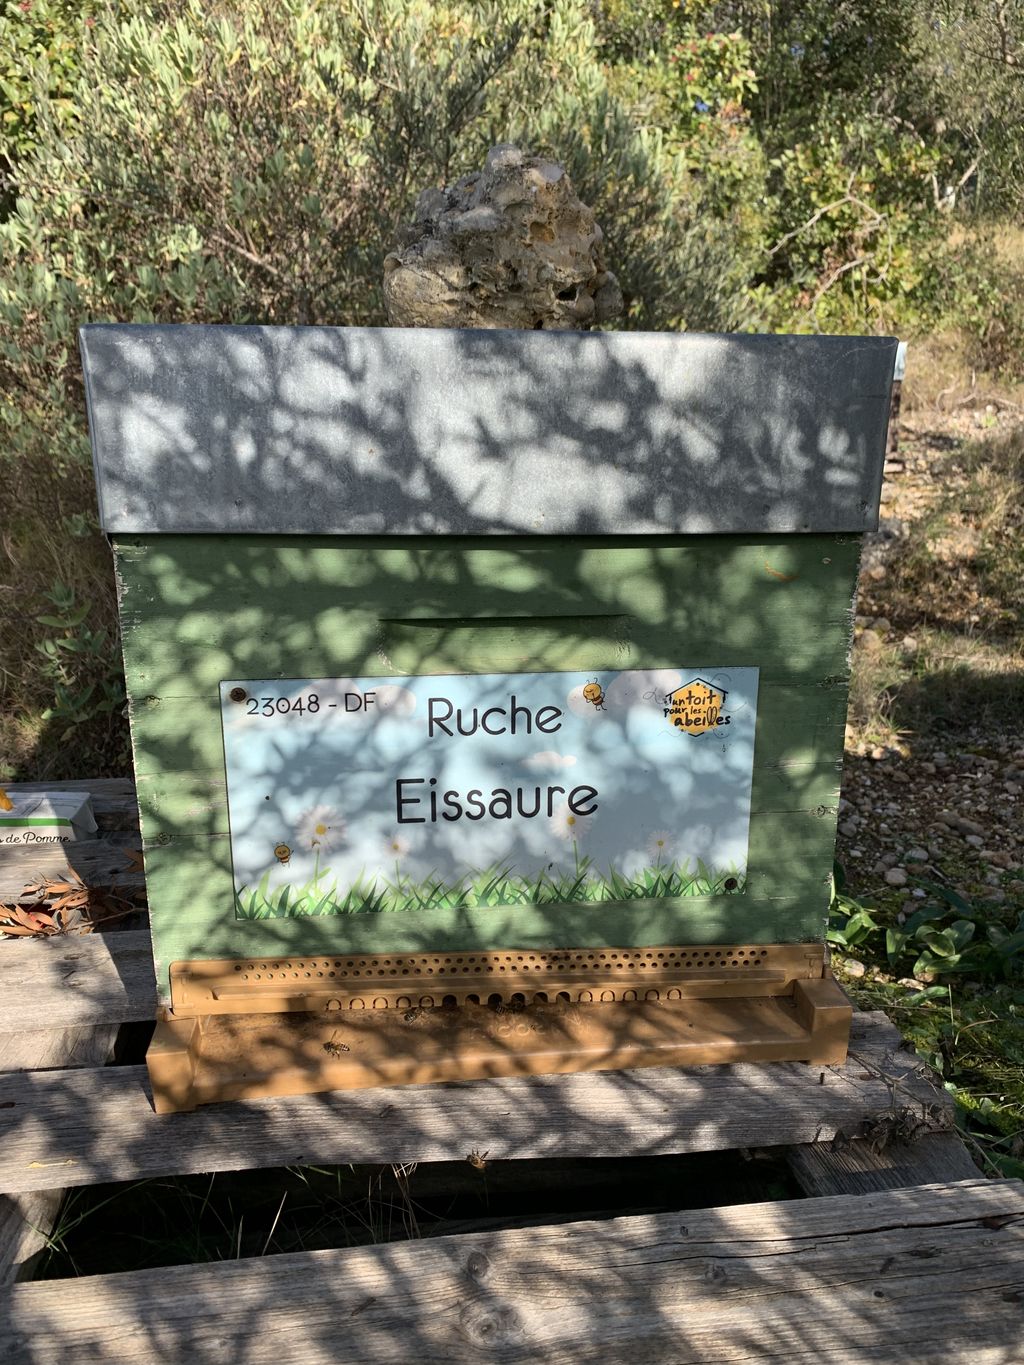 23048 - DF
Ruche
Un toit
pour les
abeilles
Eissaure
de Pomme